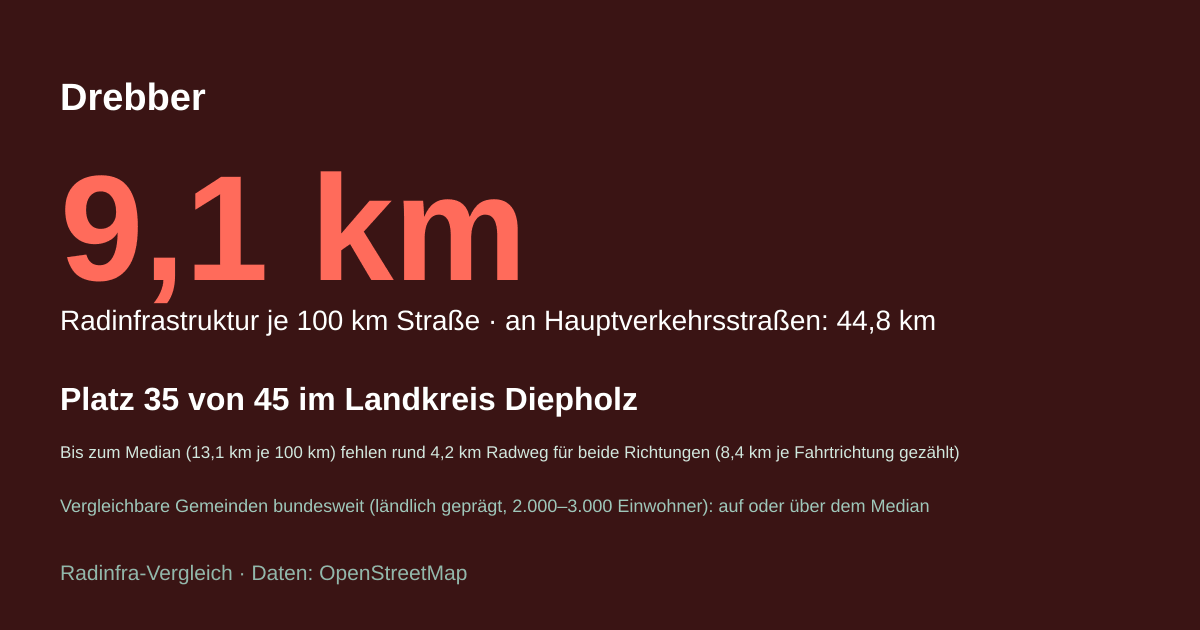 Drebber
9,1 km
Radinfrastruktur je 100 km Straße · an Hauptverkehrsstraßen: 44,8 km
Platz 35 von 45 im Landkreis Diepholz
Bis zum Median (13,1 km je 100 km) fehlen rund 4,2 km Radweg für beide Richtungen (8,4 km je Fahrtrichtung gezählt)
Vergleichbare Gemeinden bundesweit (ländlich geprägt, 2.000–3.000 Einwohner): auf oder über dem Median
Radinfra-Vergleich · Daten: OpenStreetMap